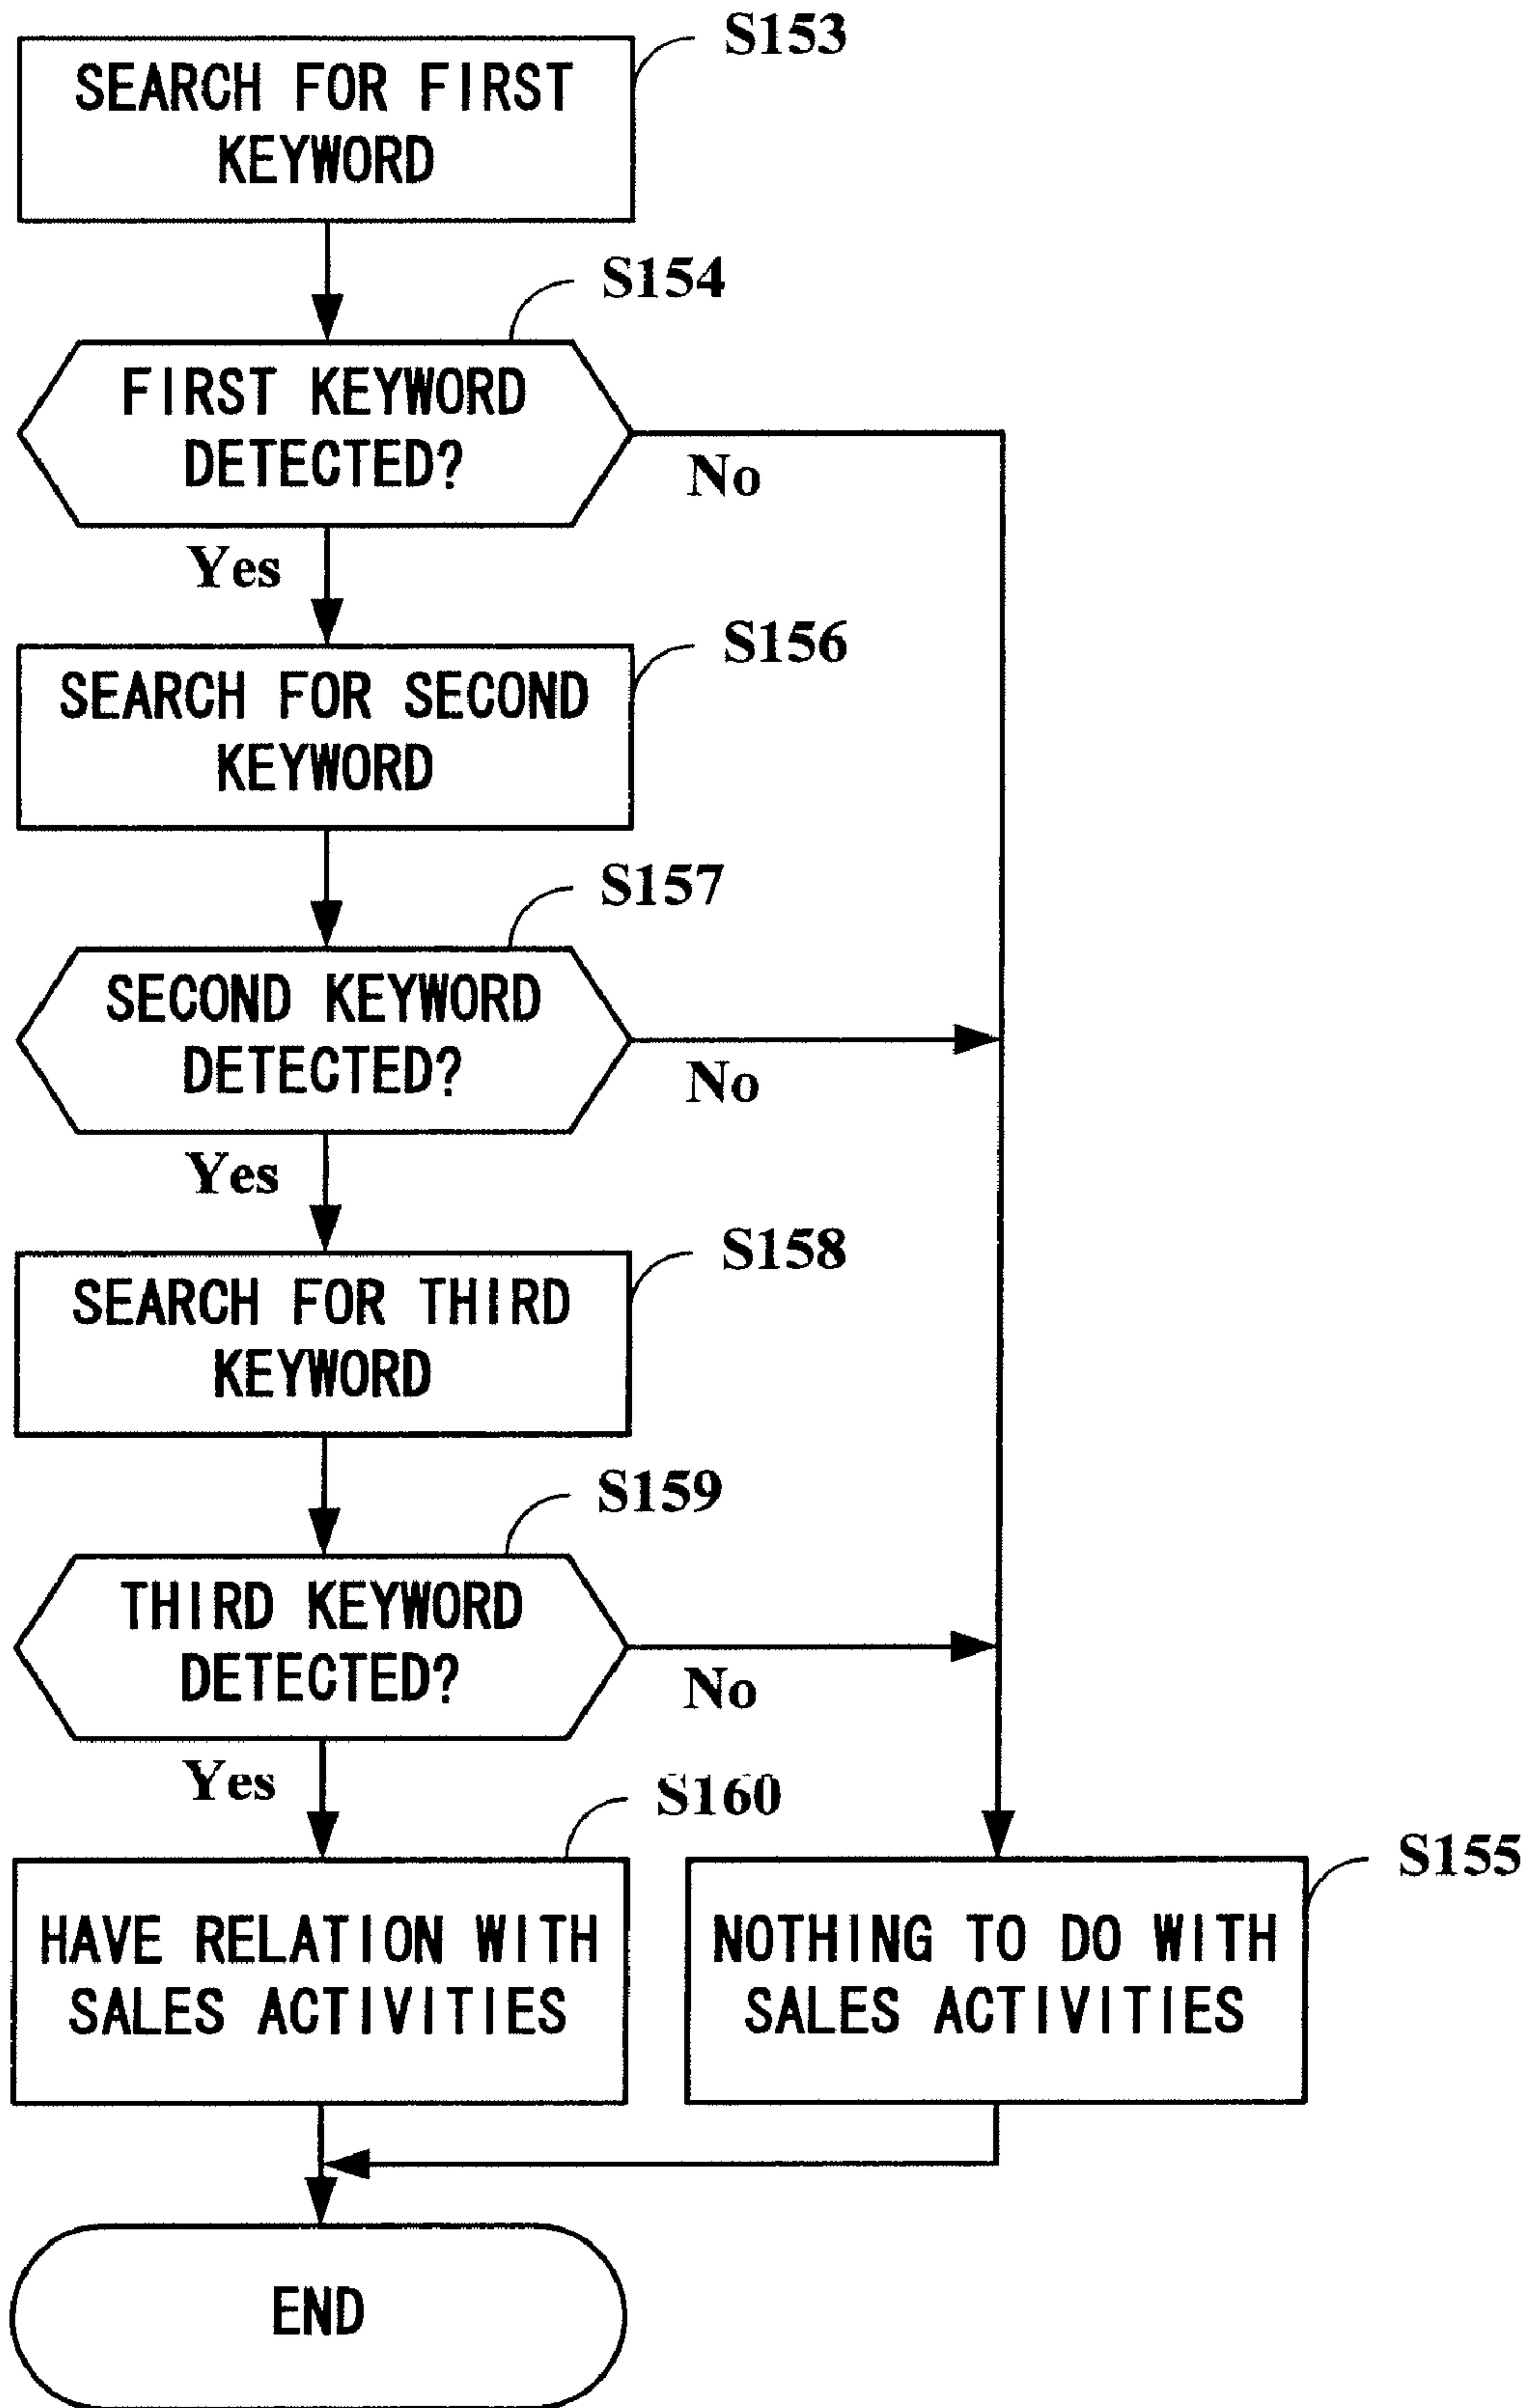 S153
SEARCH FOR FIRST
KEYWORD
S154
FIRST KEYWORD
DETECTED?
No
Yes
S156
SEARCH FOR SECOND
KEYWORD
S157
SECOND KEYWORD
DETECTED?
No
Yes
S158
SEARCH FOR THIRD
KEYWORD
S159
THIRD KEYWORD
DETECTED?
No
Yes
S160
HAVE RELATION WITH
SALES ACTIVITIES
S155
NOTHING TO DO WITH
SALES ACTIVITIES
END